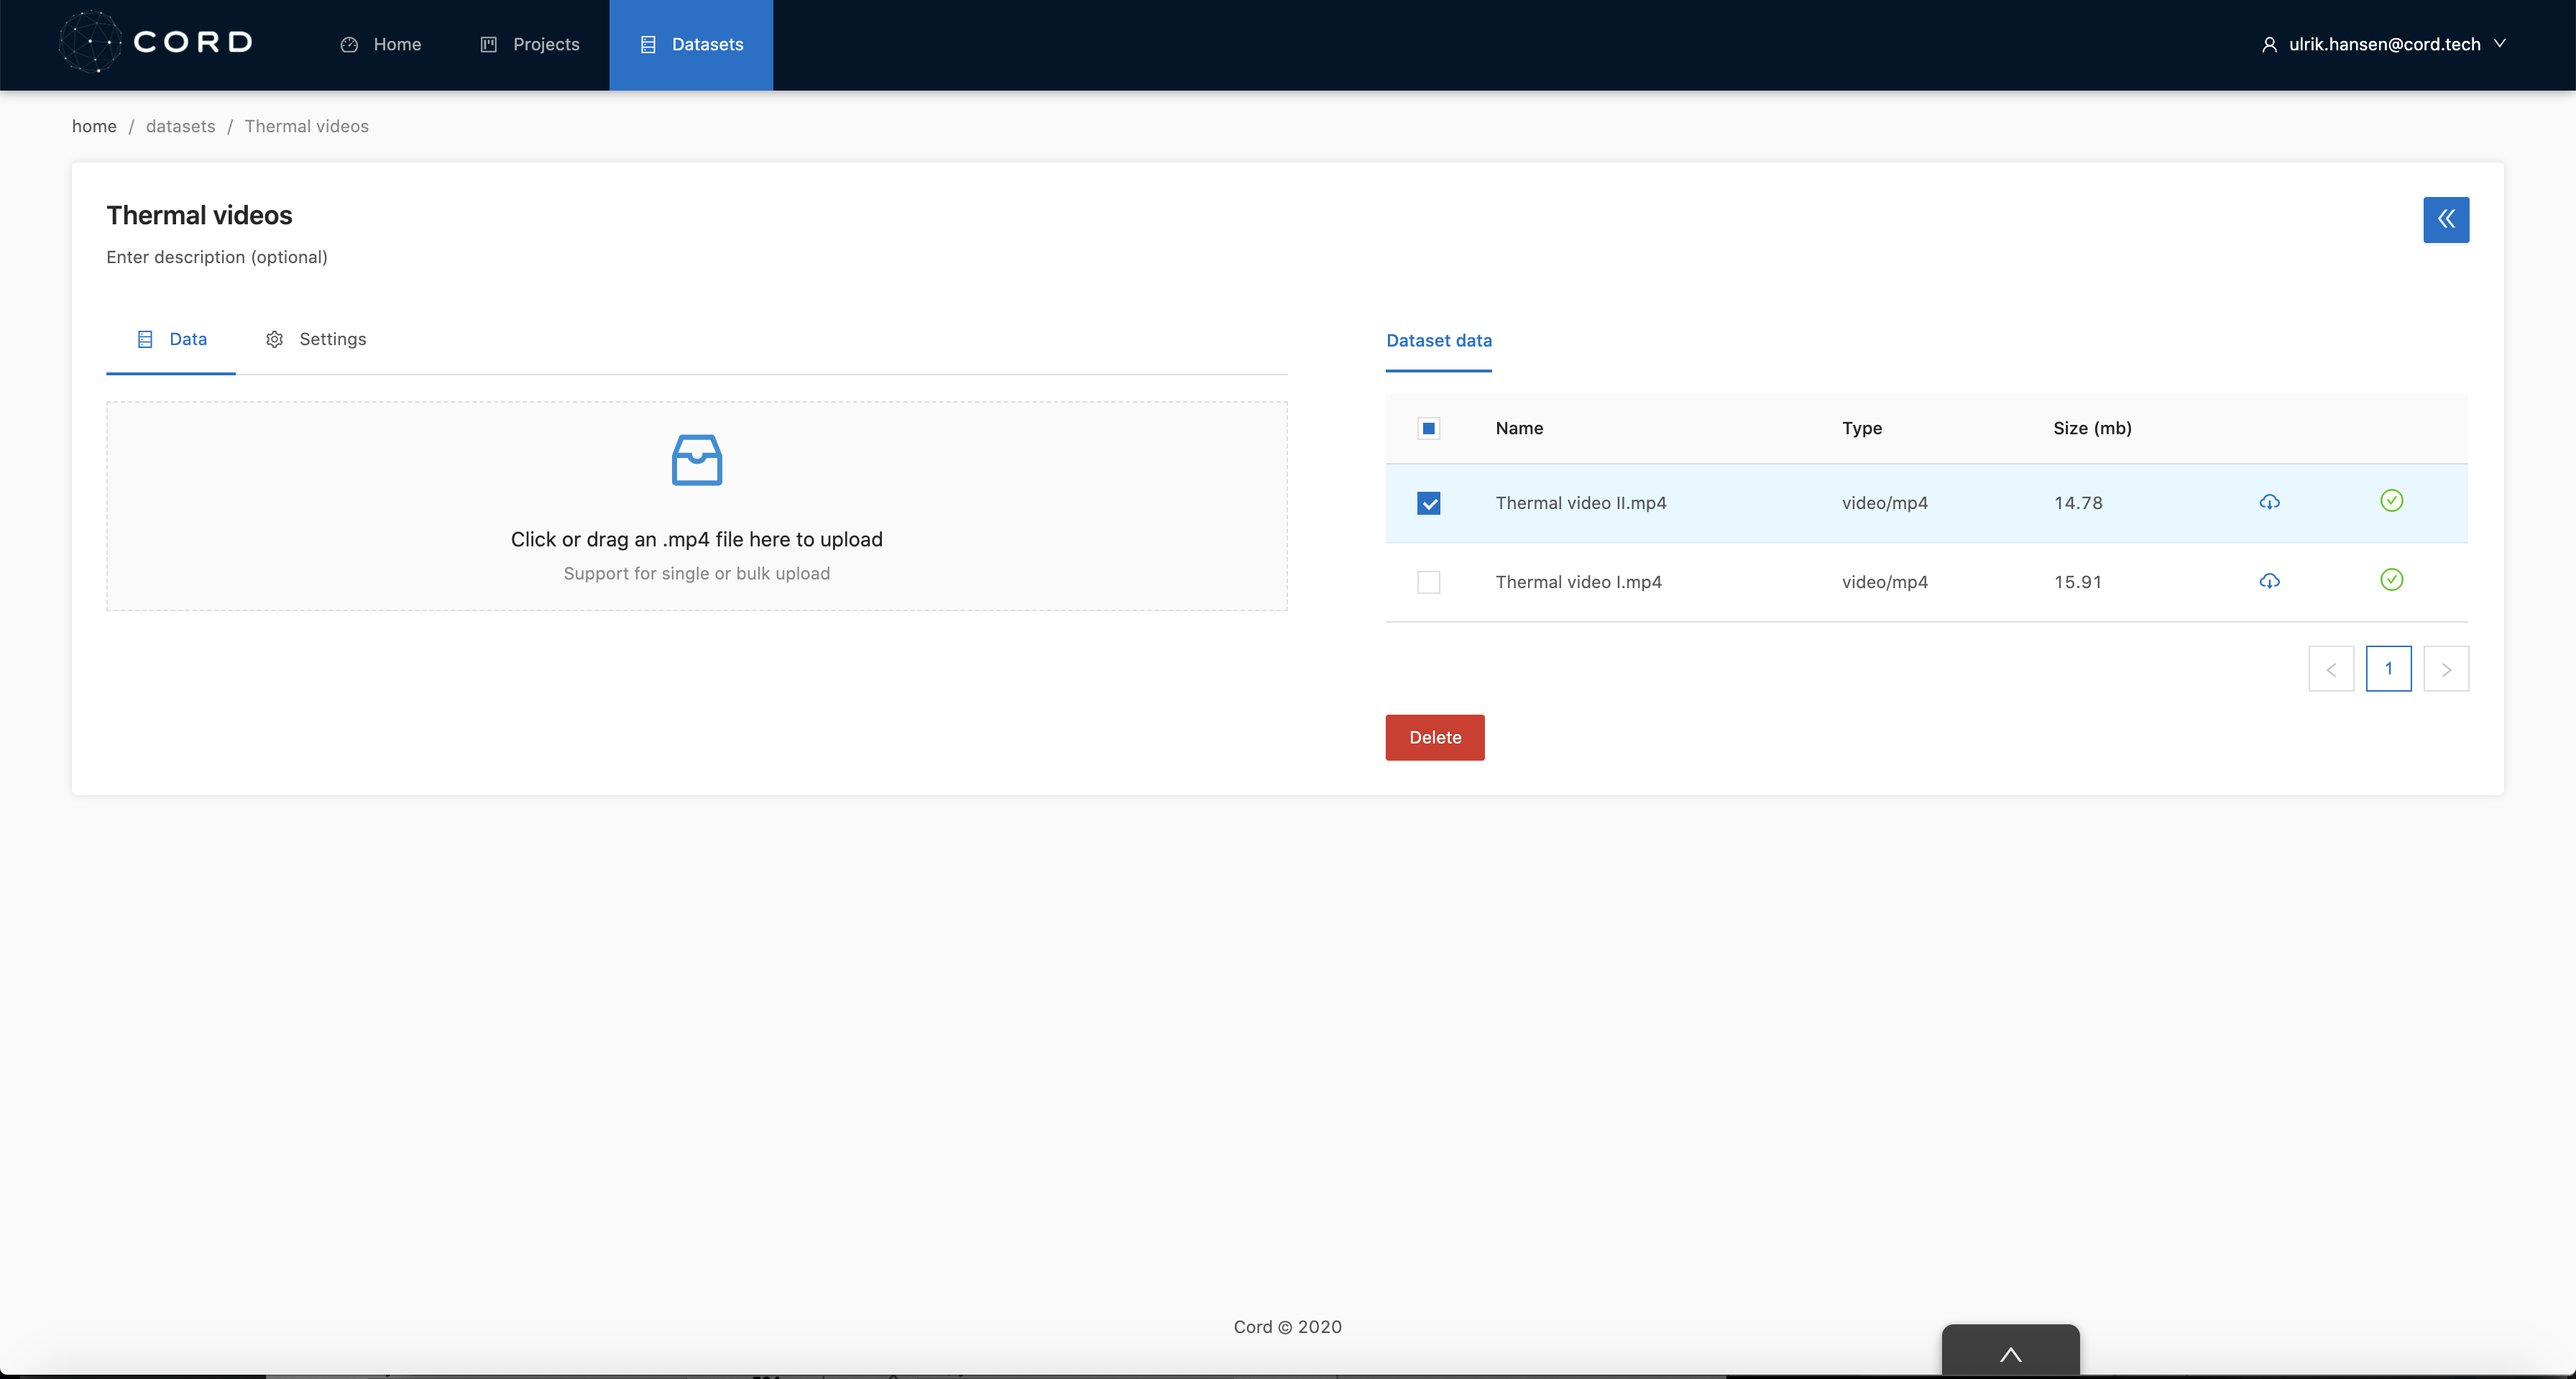 CORD
Home
Projects
Datasets
ulrik.hansen@cord.tech
home / datasets / Thermal videos
Thermal videos
Enter description (optional)
Data
Settings
Dataset data
Click or drag an .mp4 file here to upload
Support for single or bulk upload
Name Type Size (mb)
Thermal video II.mp4 video/mp4 14.78
Thermal video I.mp4 video/mp4 15.91
< 1 >
Delete
Cord © 2020